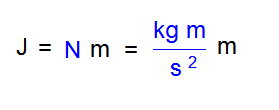 J = N m = kg m / s² m